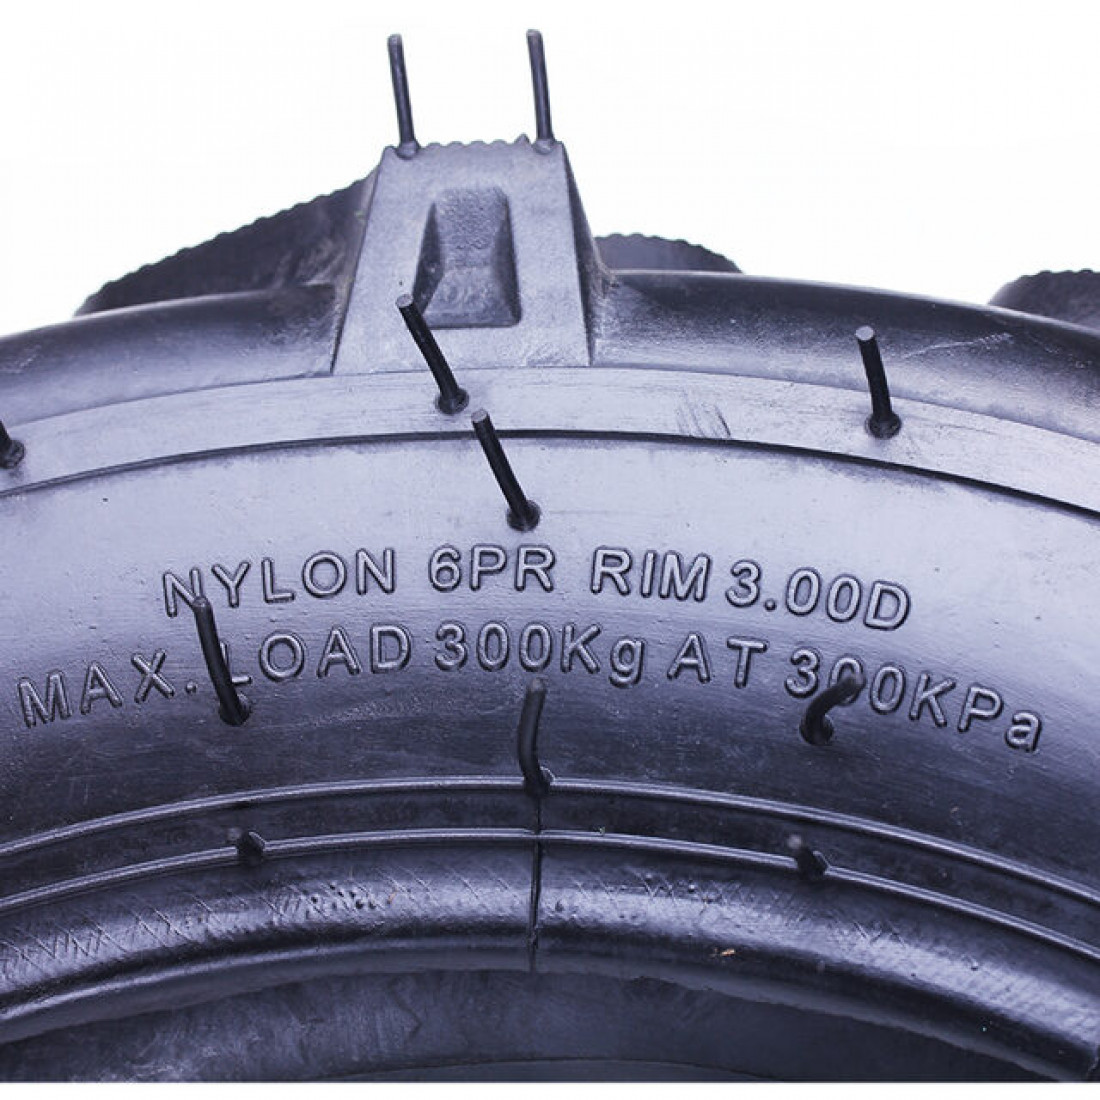 NYLON 6PR RIM 3.00D
MAX. LOAD 300Kg AT 300KPa